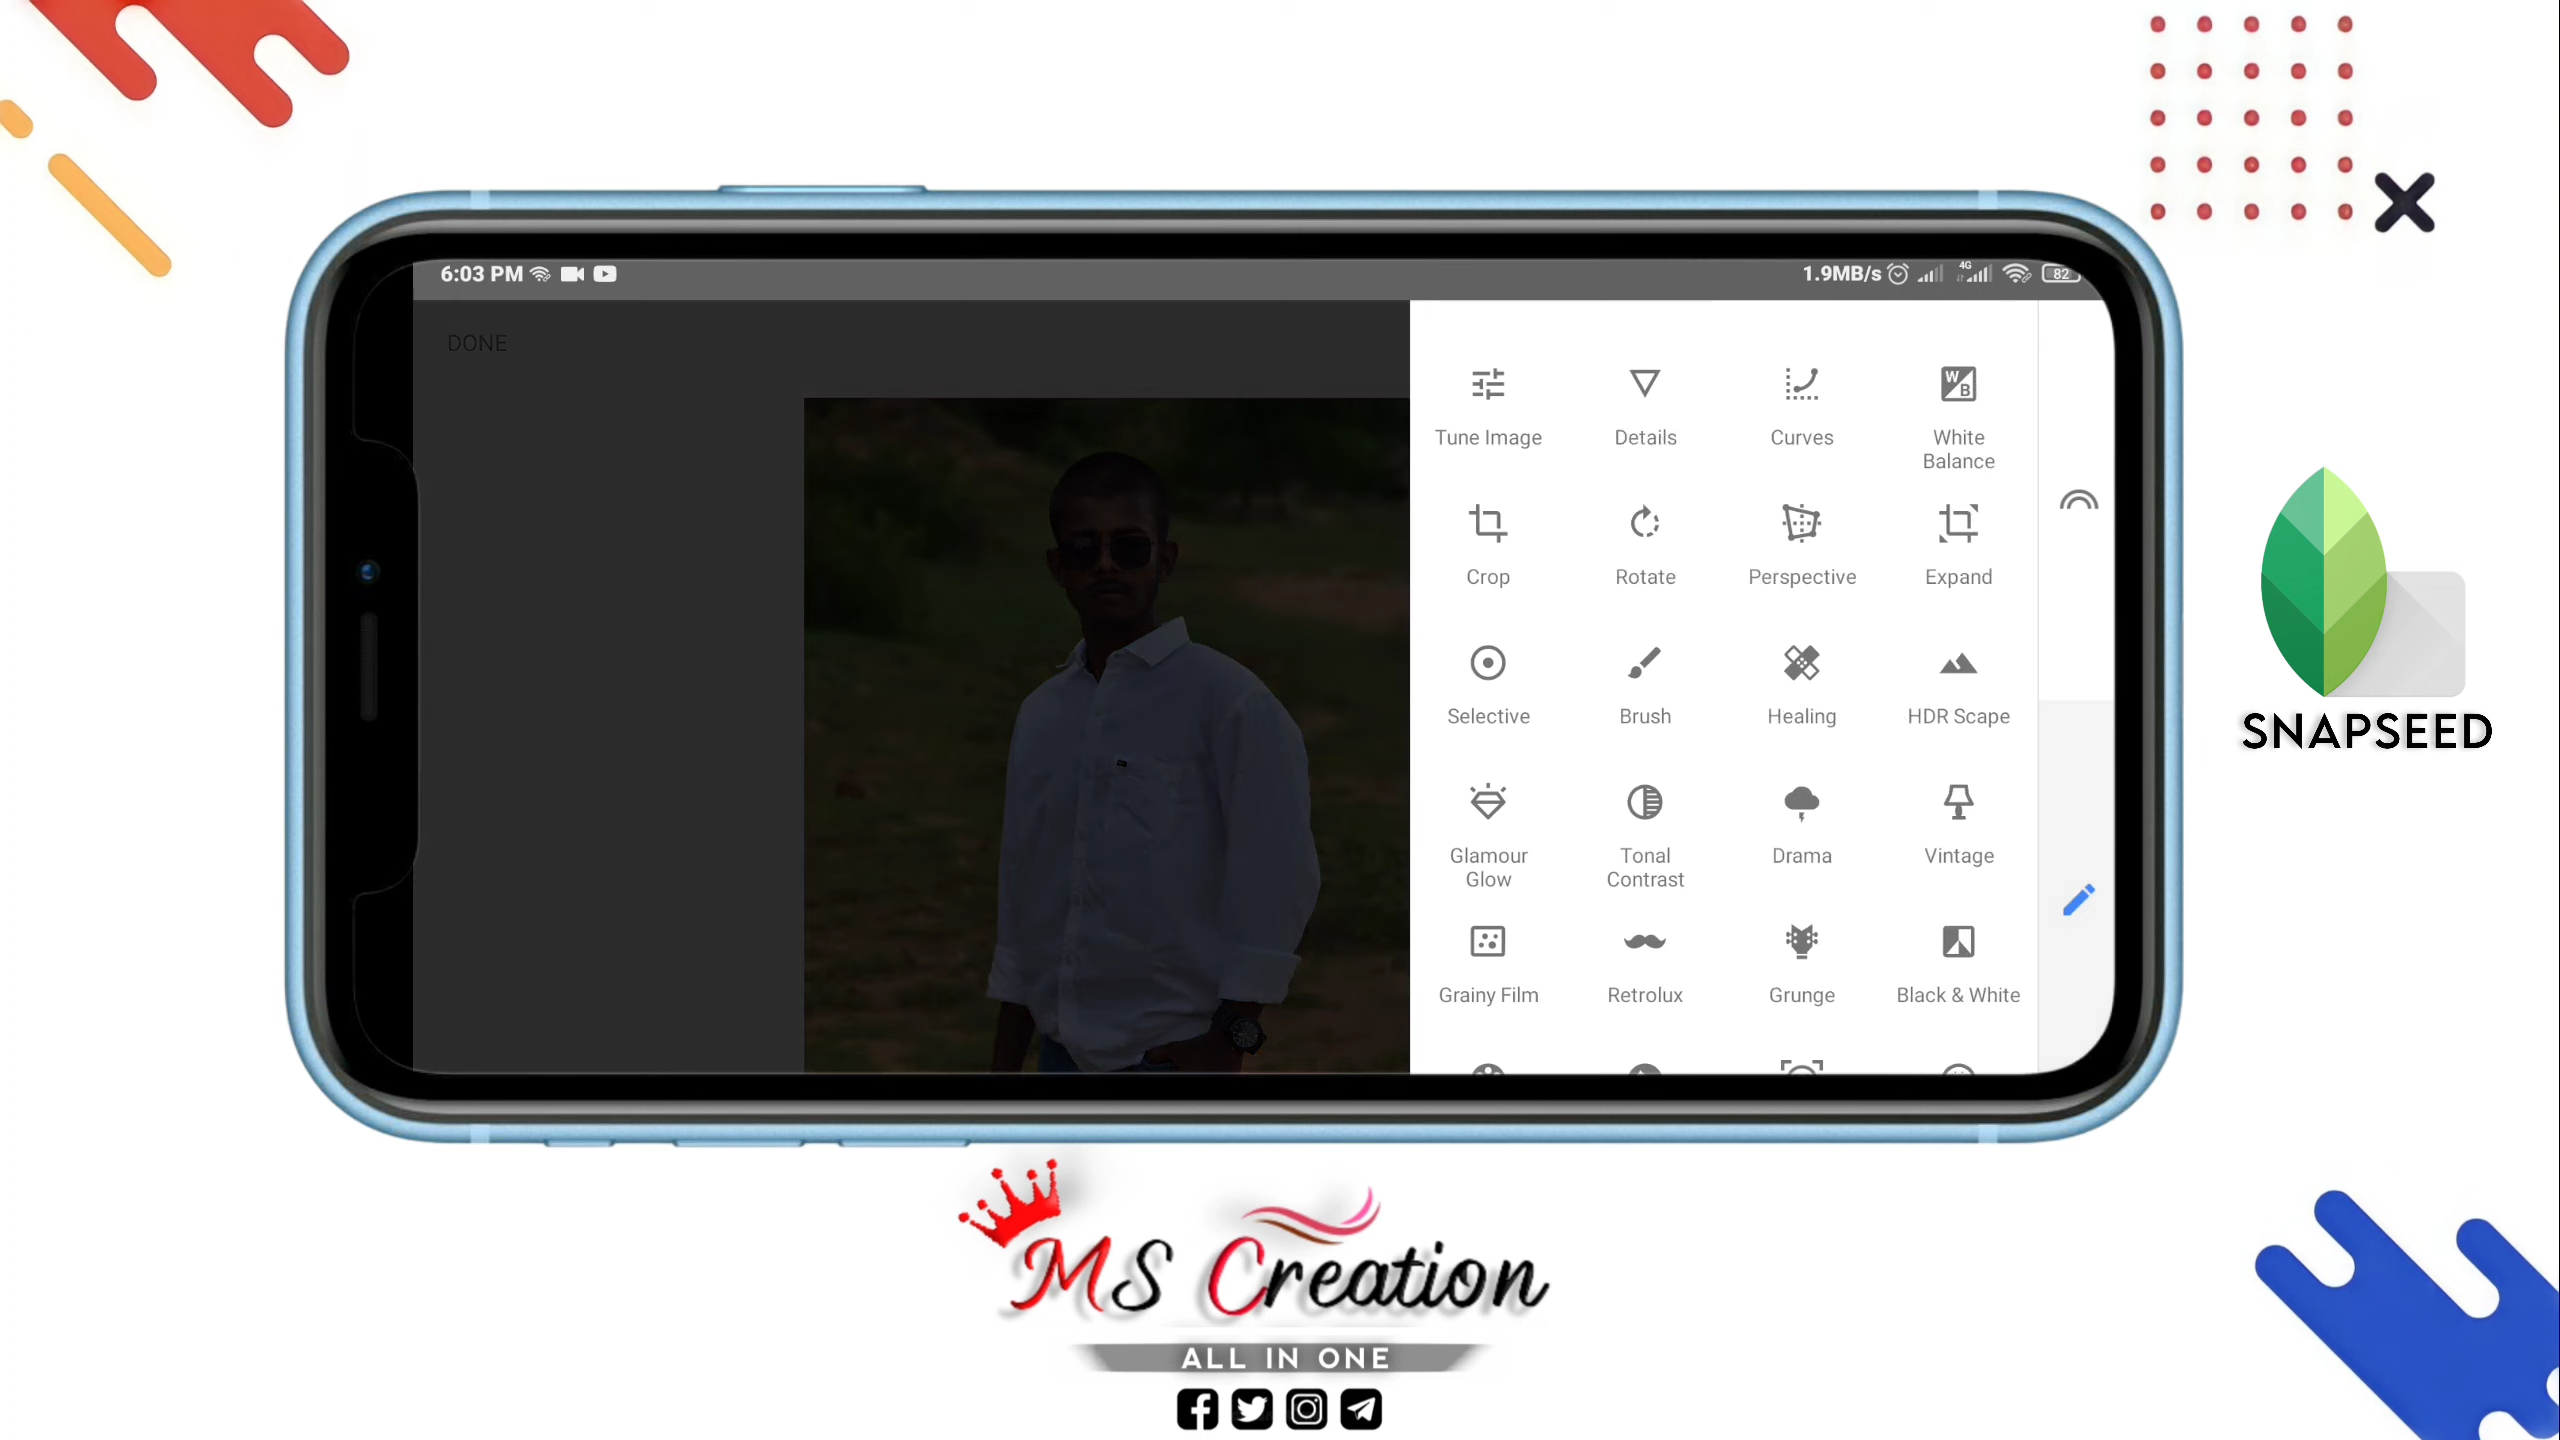 6:03 PM
1.9MB/s
4G
82
DONE
Tune Image
Details
Curves
White
Balance
W
B
Crop
Rotate
Perspective
Expand
Selective
Brush
Healing
HDR Scape
Glamour
Glow
Tonal
Contrast
Drama
Vintage
Grainy Film
Retrolux
Grunge
Black & White
SNAPSEED
MS Creation
ALL IN ONE